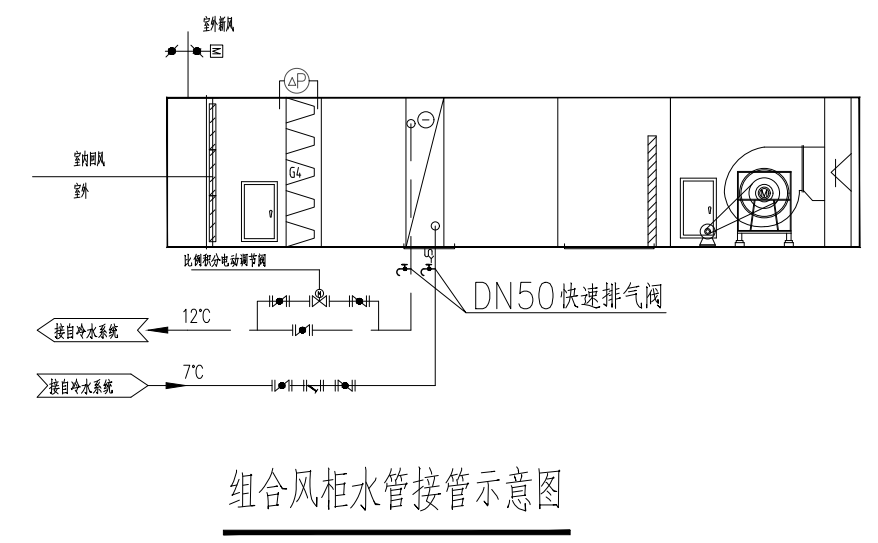 室外新风
M
ΔP
室内回风
室外
G4
M
比例积分电动调节阀
M
DN50快速排气阀
12℃
接自冷水系统
7℃
接自冷水系统
组合风柜水管接管示意图